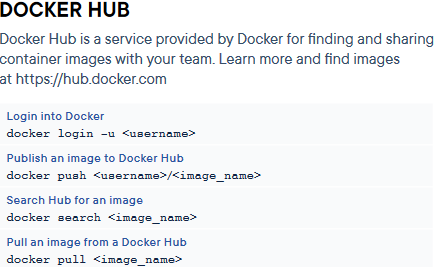 DOCKER HUB
Docker Hub is a service provided by Docker for finding and sharing
container images with your team. Learn more and find images
at https://hub.docker.com
Login into Docker
docker login -u <username>
Publish an image to Docker Hub
docker push <username>/<image_name>
Search Hub for an image
docker search <image_name>
Pull an image from a Docker Hub
docker pull <image_name>